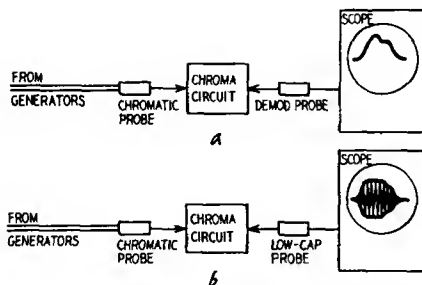 SCOPE
FROM
GENERATORS
CHROMATIC
PROBE
CHROMA
CIRCUIT
DEMOD PROBE
a
SCOPE
FROM
GENERATORS
CHROMATIC
PROBE
CHROMA
CIRCUIT
LOW-CAP
PROBE
b